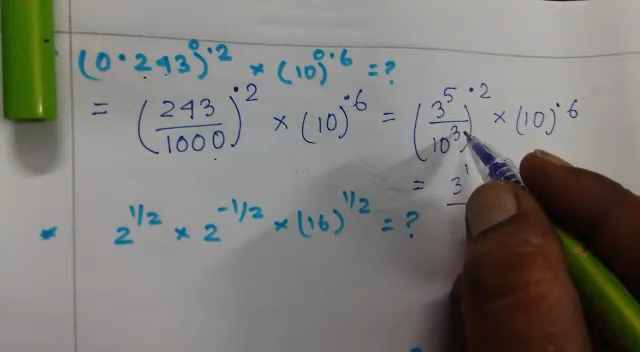 (0.243)^0.2 × (10)^0.6 = ?
= (243/1000)^.2 × (10)^.6 = (3^5/10^3)^.2 × (10)^.6
= 3^1
* 2^1/2 × 2^-1/2 × (16)^1/2 = ?